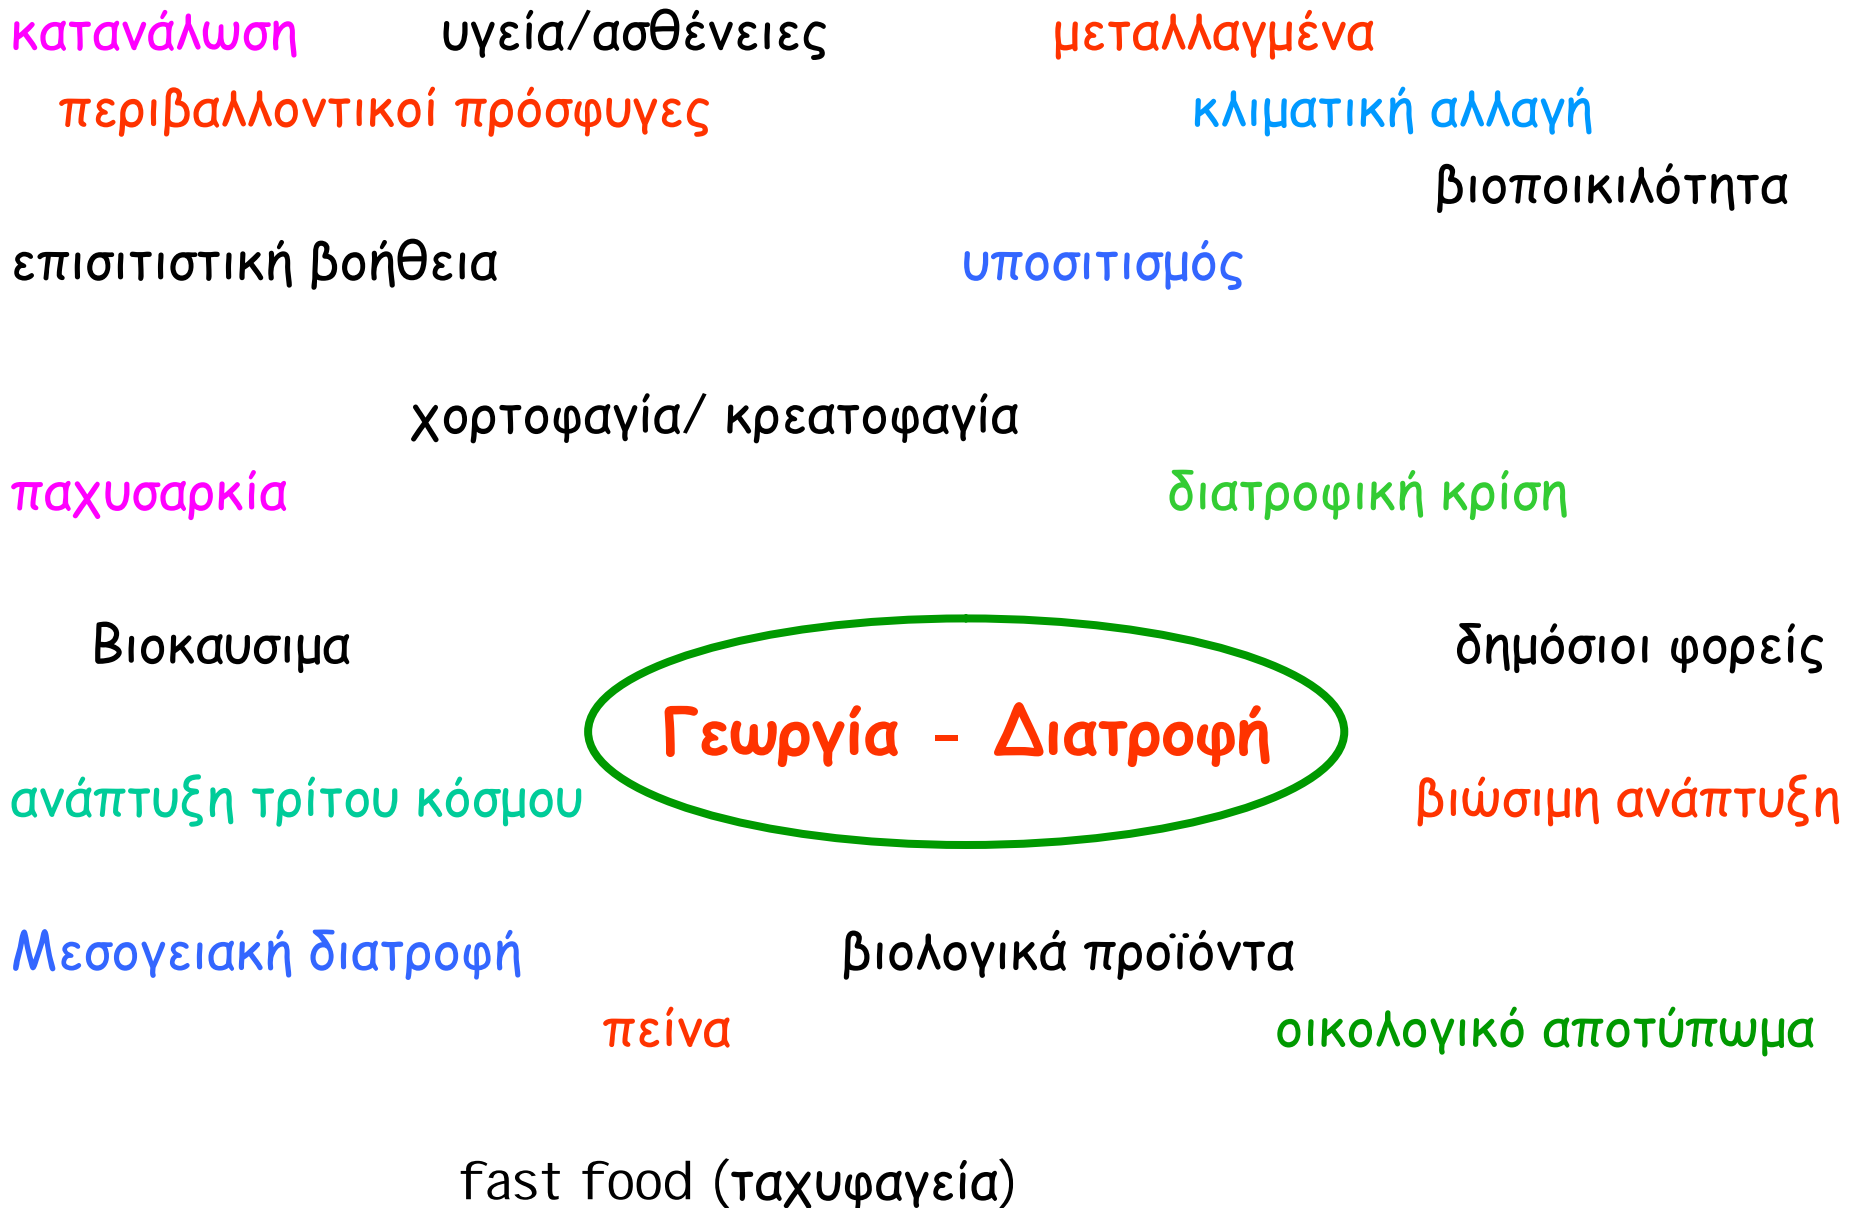 κατανάλωση υγεία/ασθένειες μεταλλαγμένα
περιβαλλοντικοί πρόσφυγες κλιματική αλλαγή
βιοποικιλότητα
επισιτιστική βοήθεια υποσιτισμός
χορτοφαγία/ κρεατοφαγία
παχυσαρκία διατροφική κρίση
Βιοκαυσιμα δημόσιοι φορείς
Γεωργία - Διατροφή
ανάπτυξη τρίτου κόσμου βιώσιμη ανάπτυξη
Μεσογειακή διατροφή βιολογικά προϊόντα
πείνα οικολογικό αποτύπωμα
fast food (ταχυφαγεία)